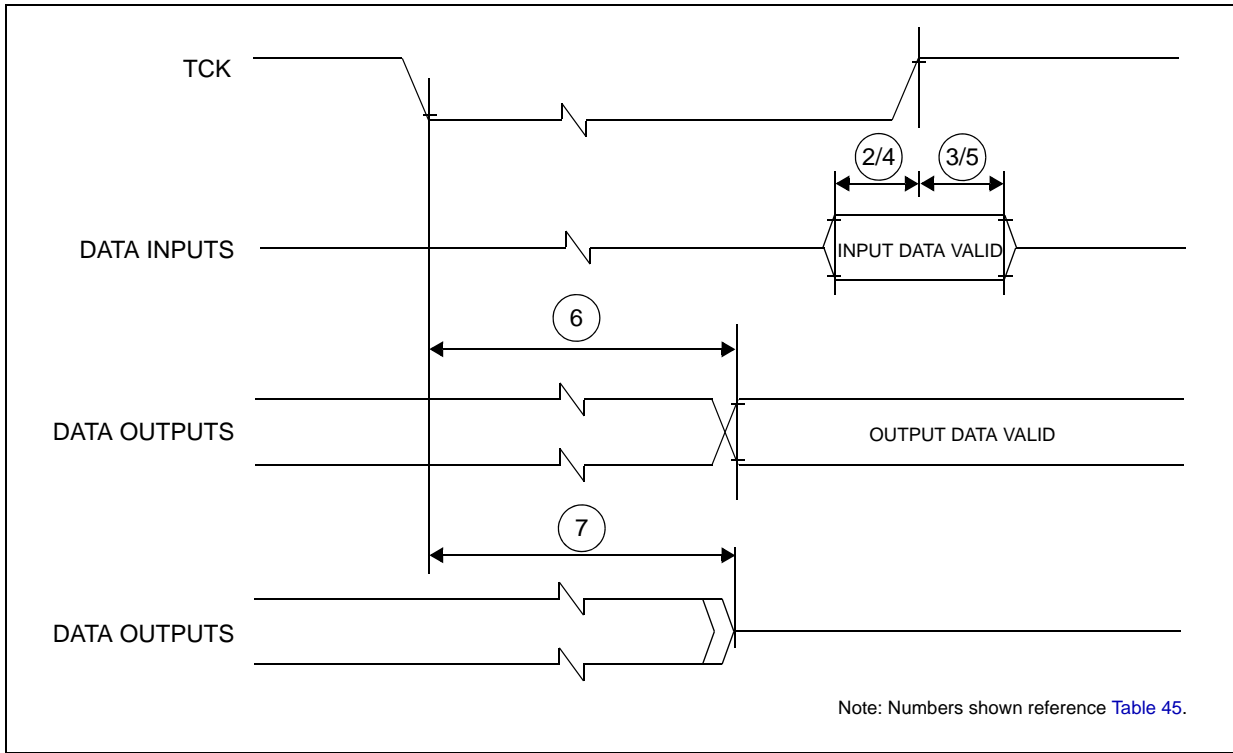 TCK
2/4
3/5
DATA INPUTS
INPUT DATA VALID
6
DATA OUTPUTS
OUTPUT DATA VALID
7
DATA OUTPUTS
Note: Numbers shown reference Table 45.